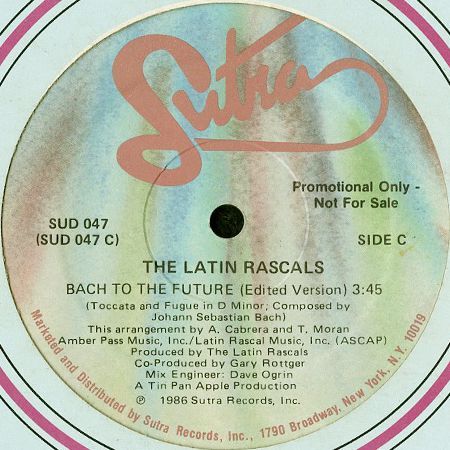 Sutra
Promotional Only -
Not For Sale
SUD 047
(SUD 047 C)
SIDE C
THE LATIN RASCALS
BACH TO THE FUTURE (Edited Version) 3:45
(Toccata and Fugue in D Minor; Composed by
Johann Sebastian Bach)
This arrangement by A. Cabrera and T. Moran
Amber Pass Music, Inc./Latin Rascal Music, Inc. (ASCAP)
Produced by The Latin Rascals
Co-Produced by Gary Rottger
Mix Engineer: Dave Ogrin
A Tin Pan Apple Production
℗ 1986 Sutra Records, Inc.
Marketed and Distributed by Sutra Records, Inc., 1790 Broadway, New York, N.Y. 10019